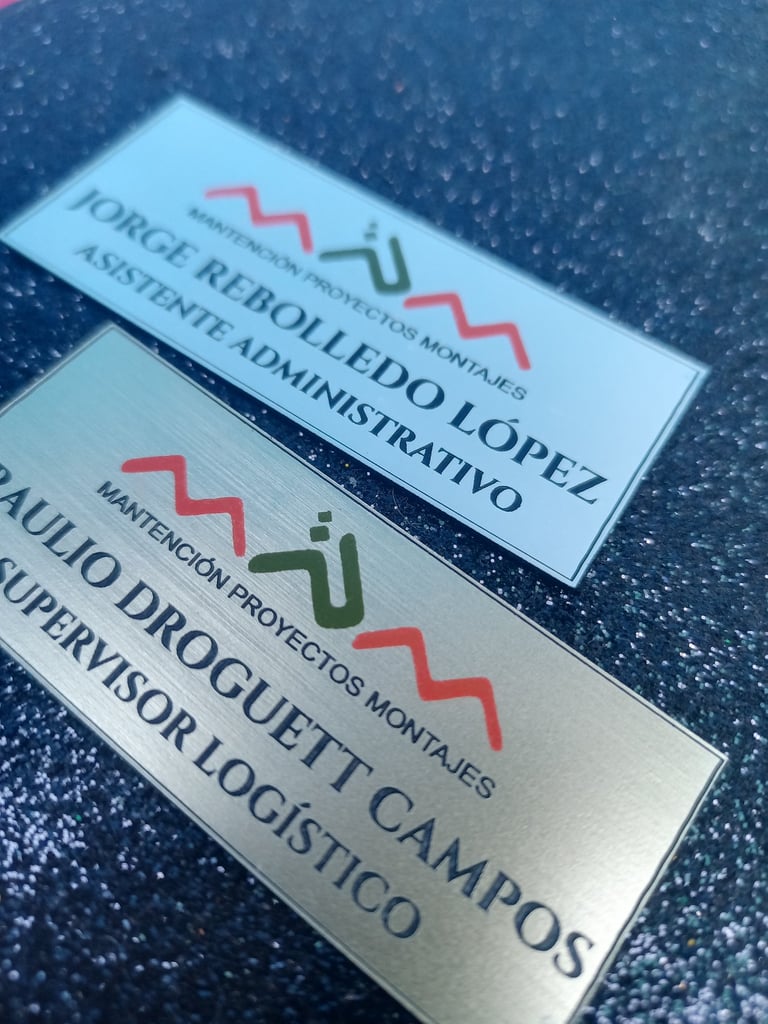 MANTENCIÓN PROYECTOS MONTAJES
JORGE REBOLLEDO LÓPEZ
ASISTENTE ADMINISTRATIVO
MANTENCIÓN PROYECTOS MONTAJES
DROGUETT CAMPOS
SUPERVISOR LOGÍSTICO